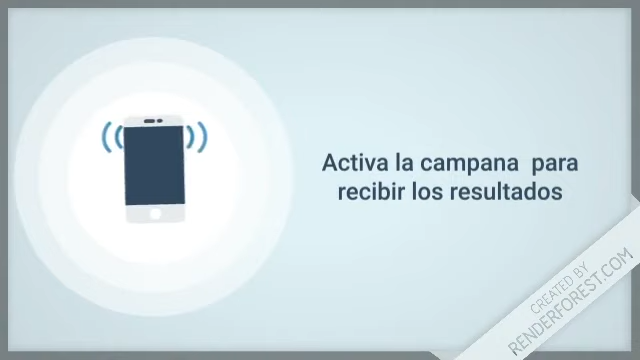 Activa la campana  para
recibir los resultados
CREATED BY
RENDERFOREST.COM